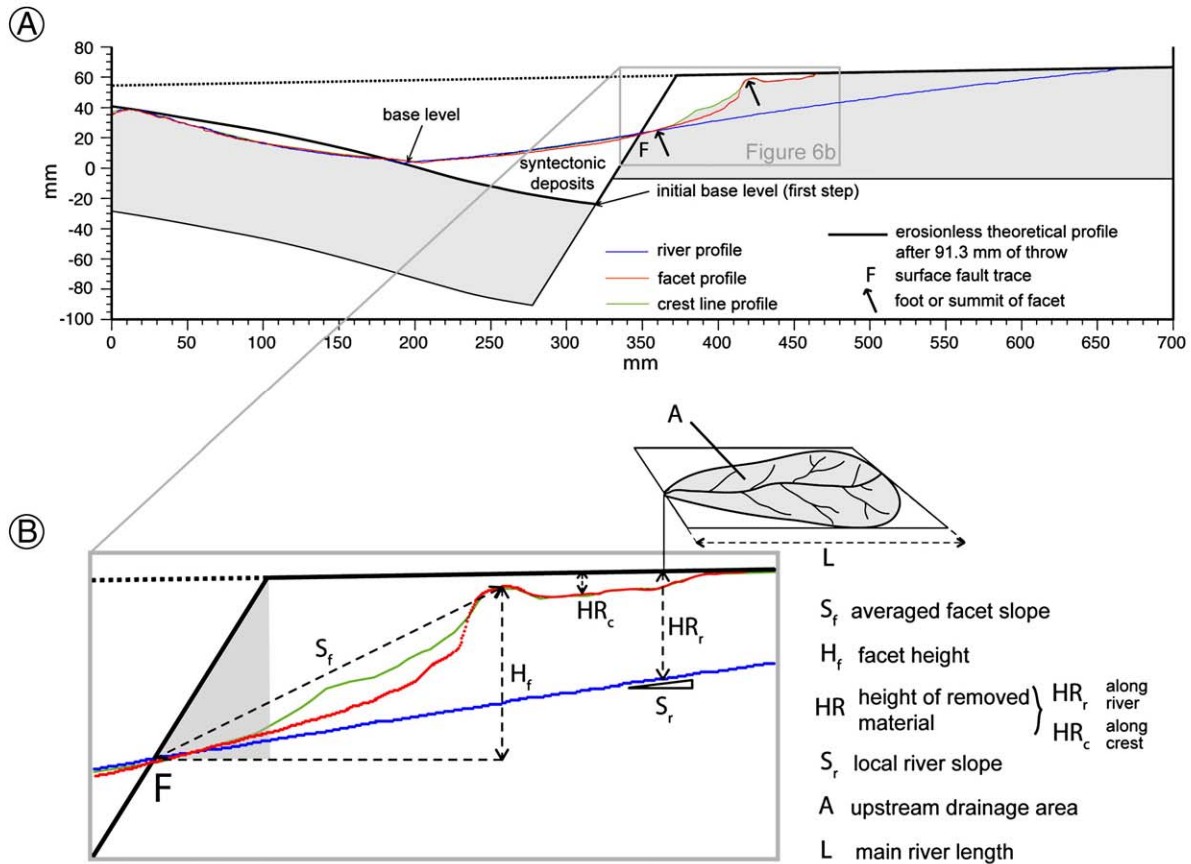 A
80
60
40
20
0
-20
-40
-60
-80
-100
mm
base level
syntectonic
deposits
F
Figure 6b
initial base level (first step)
river profile
facet profile
crest line profile
erosionless theoretical profile
after 91.3 mm of throw
F surface fault trace
foot or summit of facet
0 50 100 150 200 250 300 350 400 450 500 550 600 650 700
mm
A
L
B
Sf
Hf
HRc
HRr
Sr
F
Sf averaged facet slope
Hf facet height
HR height of removed
material
HRr along
river
HRc along
crest
Sr local river slope
A upstream drainage area
L main river length